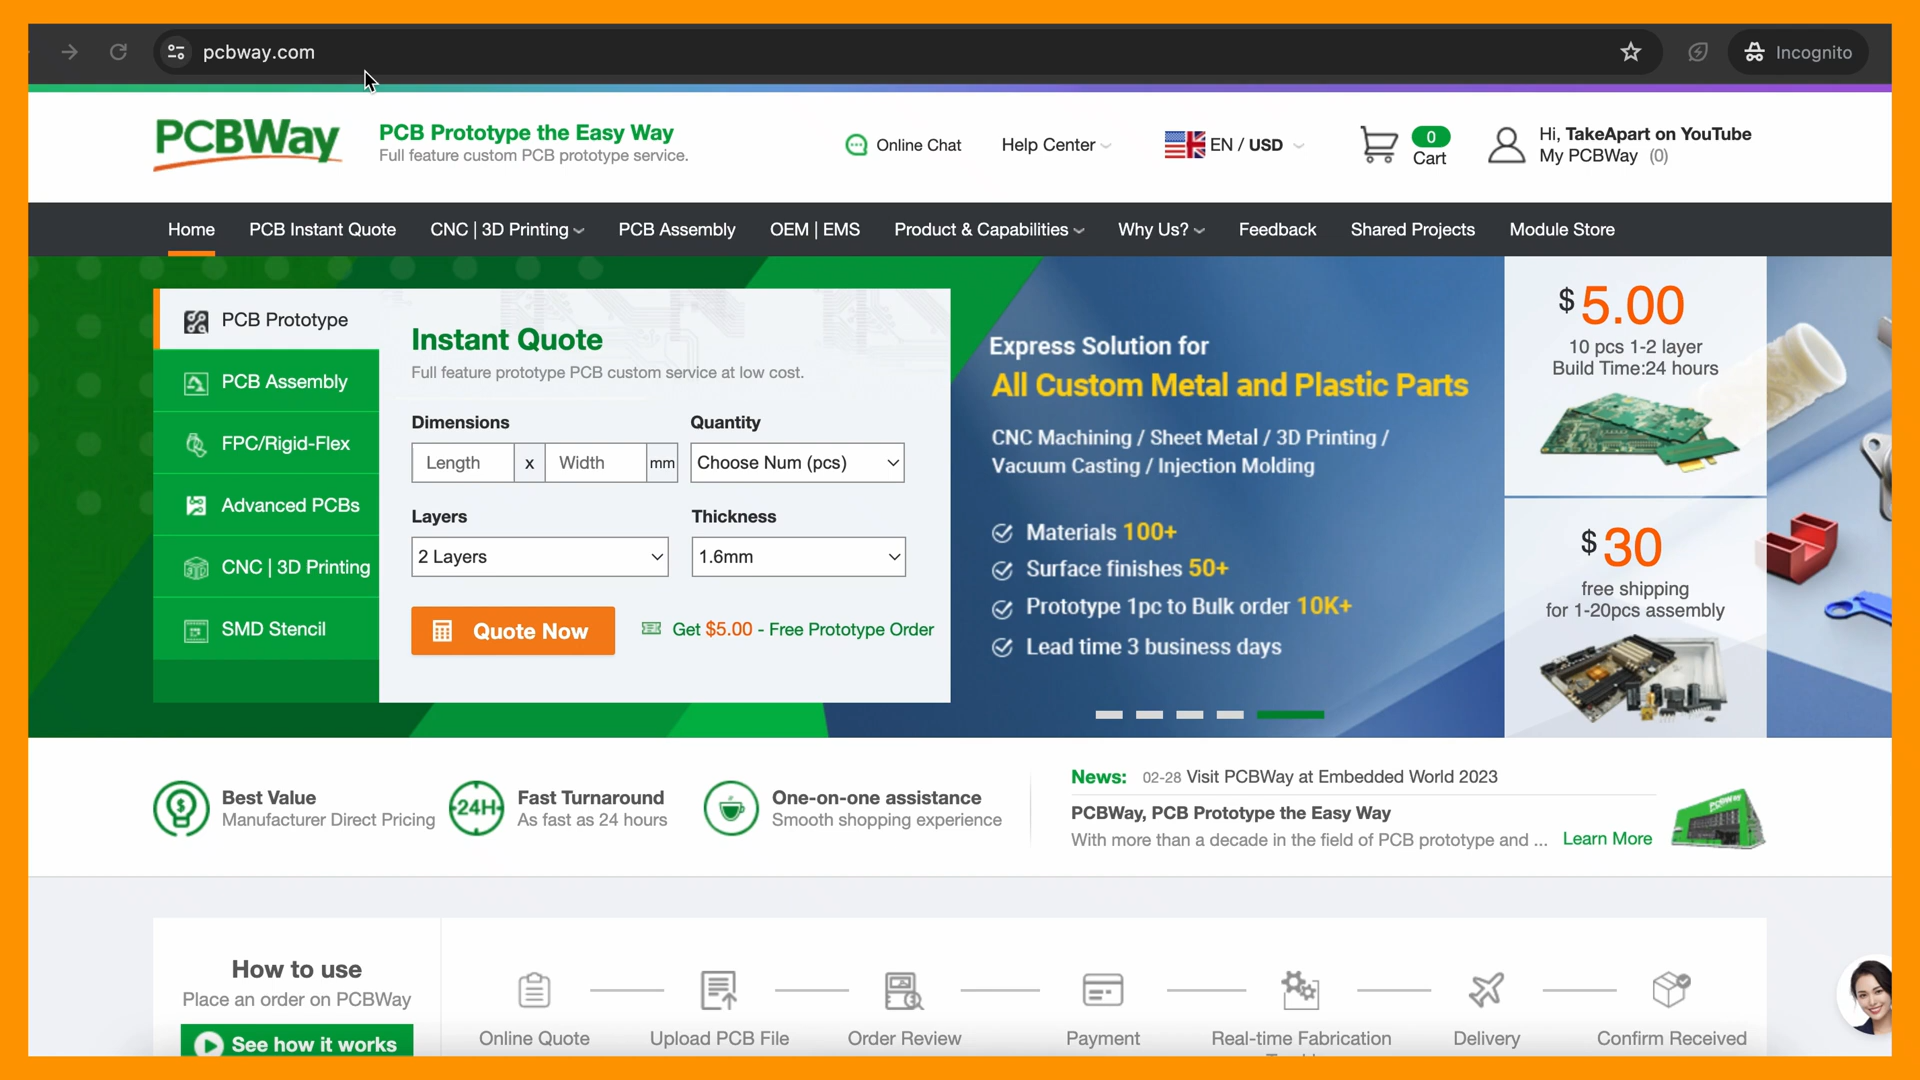 pcbway.com
Incognito
PCBWay
PCB Prototype the Easy Way
Full feature custom PCB prototype service.
Online Chat
Help Center
EN / USD
0
Cart
Hi, TakeApart on YouTube
My PCBWay (0)
Home
PCB Instant Quote
CNC | 3D Printing
PCB Assembly
OEM | EMS
Product & Capabilities
Why Us?
Feedback
Shared Projects
Module Store
PCB Prototype
PCB Assembly
FPC/Rigid-Flex
Advanced PCBs
CNC | 3D Printing
SMD Stencil
Instant Quote
Full feature prototype PCB custom service at low cost.
Dimensions
Quantity
Length x Width mm
Choose Num (pcs)
Layers
Thickness
2 Layers
1.6mm
Quote Now
Get $5.00 - Free Prototype Order
Express Solution for
All Custom Metal and Plastic Parts
CNC Machining / Sheet Metal / 3D Printing /
Vacuum Casting / Injection Molding
Materials 100+
Surface finishes 50+
Prototype 1pc to Bulk order 10K+
Lead time 3 business days
$5.00
10 pcs 1-2 layer
Build Time:24 hours
$30
free shipping
for 1-20pcs assembly
Best Value
Manufacturer Direct Pricing
24H
Fast Turnaround
As fast as 24 hours
One-on-one assistance
Smooth shopping experience
News: 02-28 Visit PCBWay at Embedded World 2023
PCBWay, PCB Prototype the Easy Way
With more than a decade in the field of PCB prototype and ... Learn More
PCBWay
How to use
Place an order on PCBWay
See how it works
Online Quote
Upload PCB File
Order Review
Payment
Real-time Fabrication
Delivery
Confirm Received